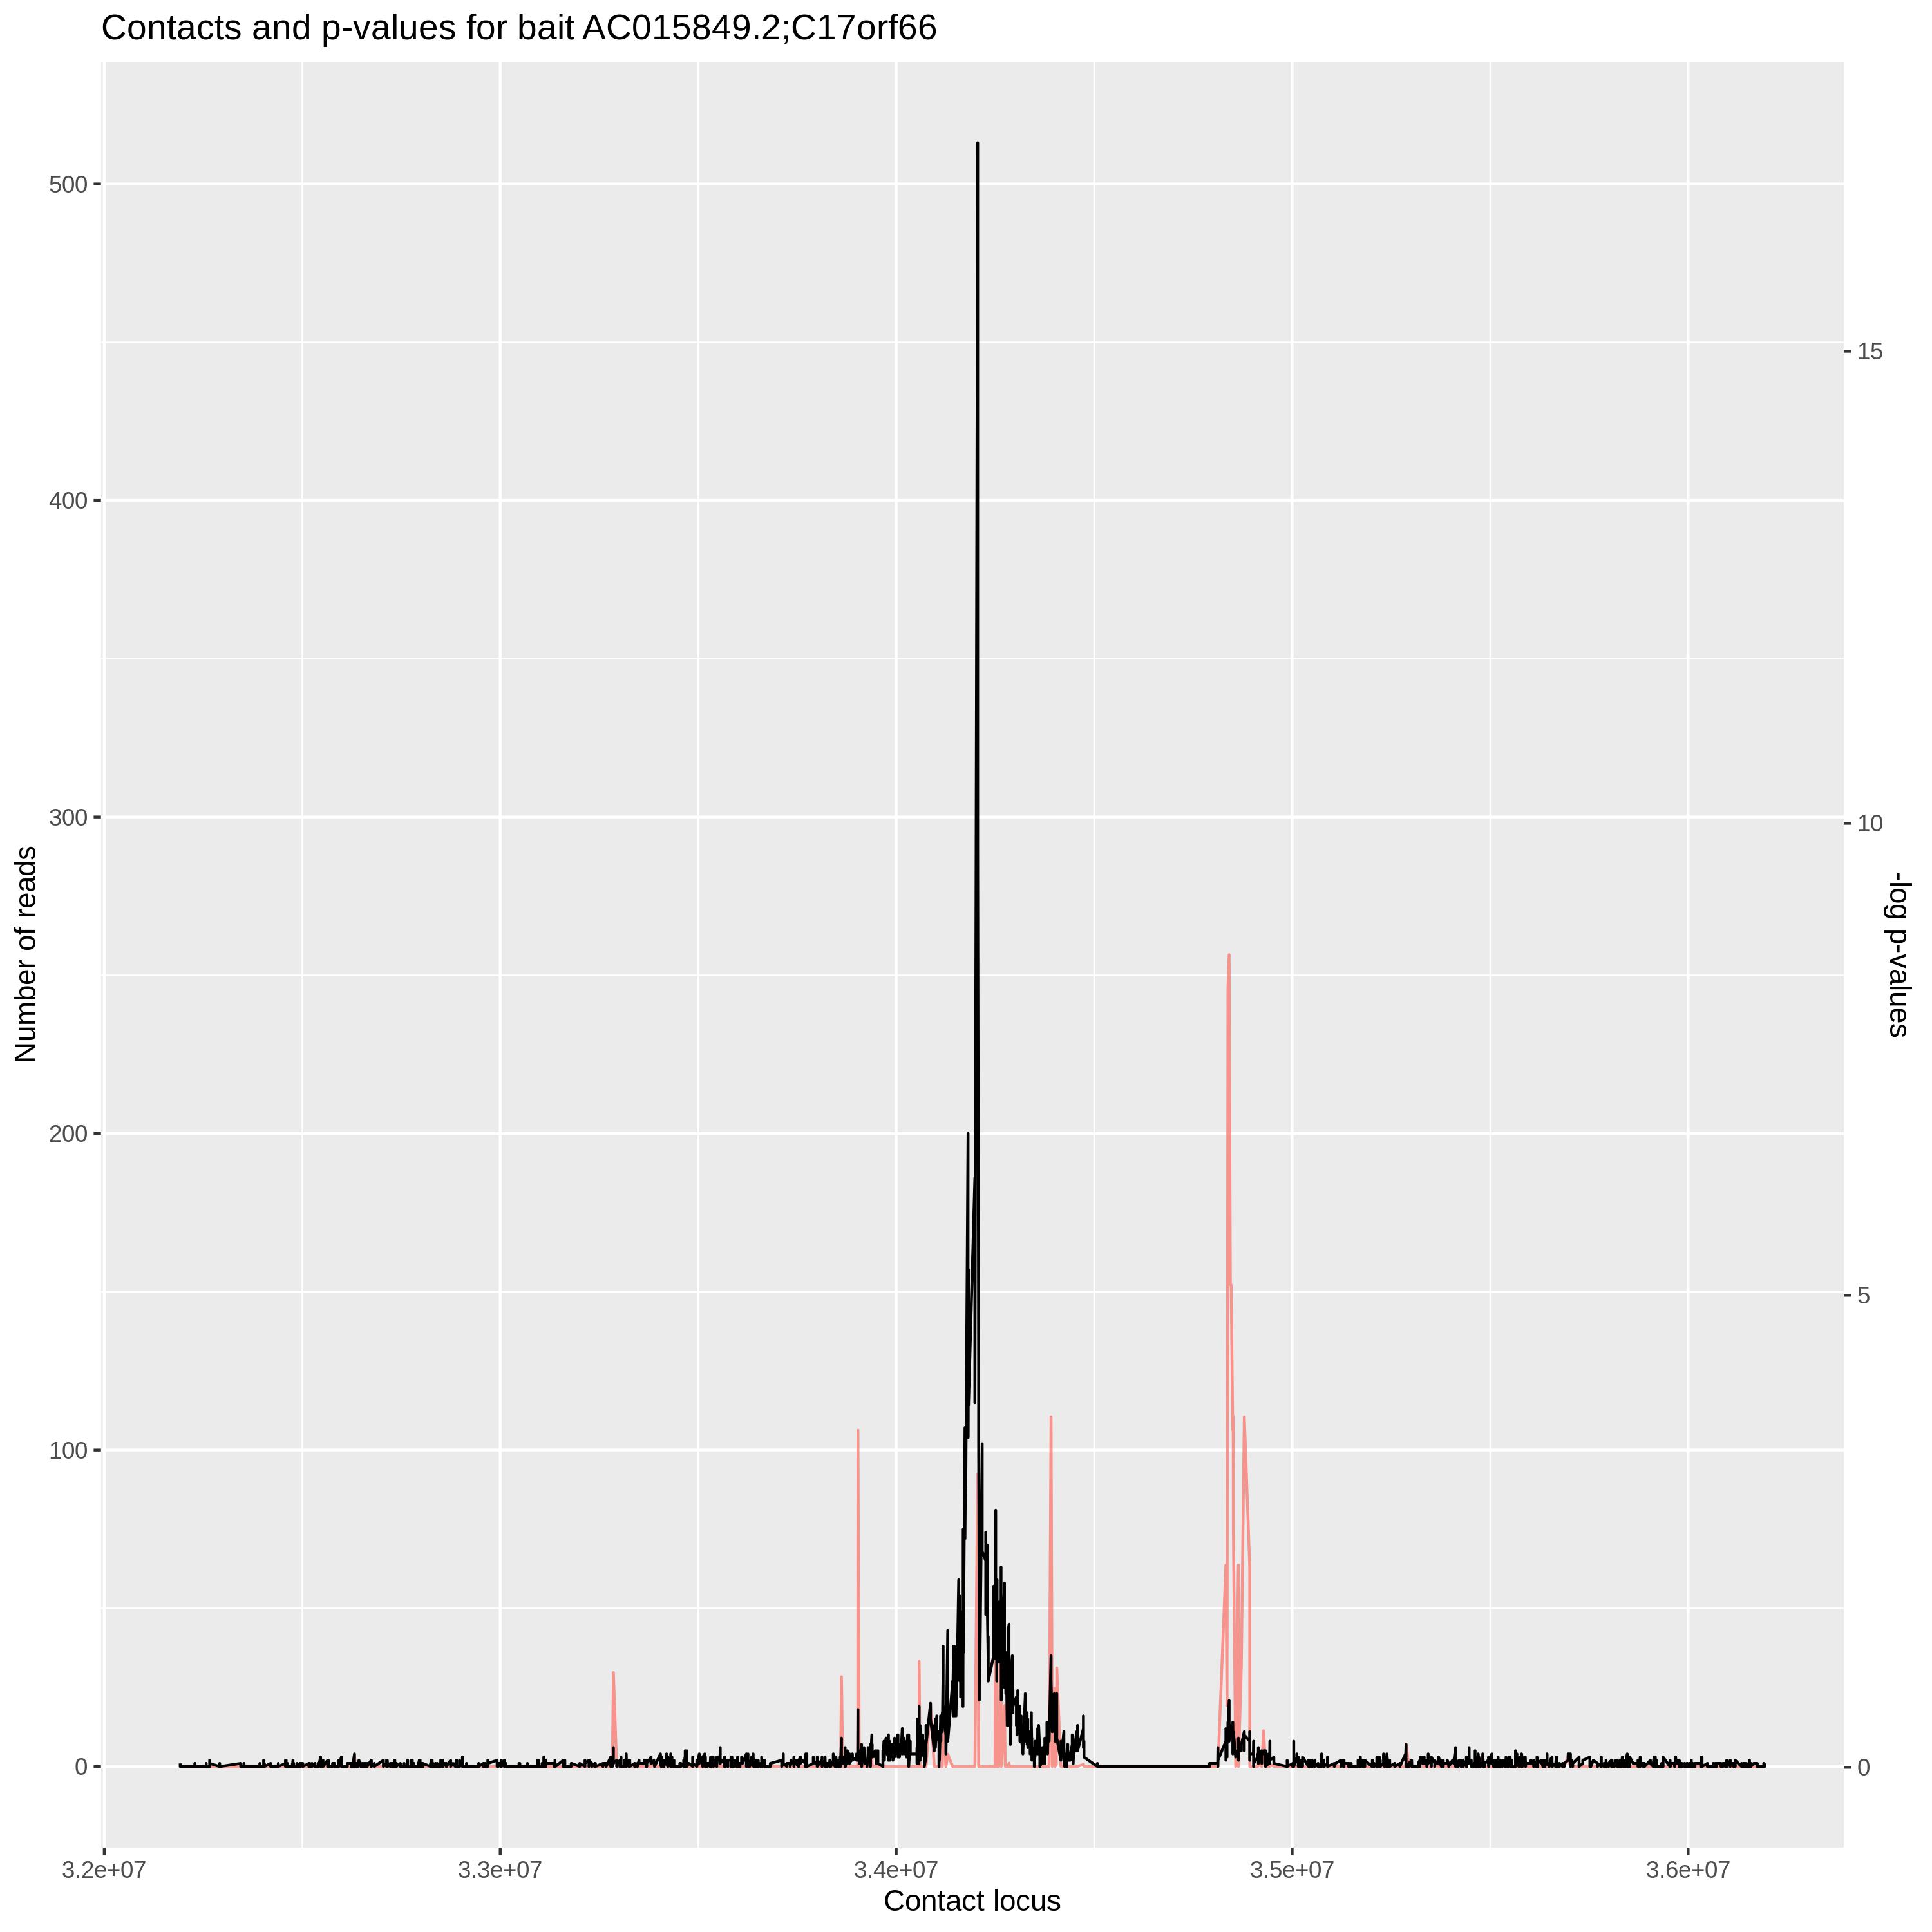 Contacts and p-values for bait AC015849.2;C17orf66
500
400
300
200
100
0
Number of reads
15
10
5
0
-log p-values
3.2e+07
3.3e+07
3.4e+07
3.5e+07
3.6e+07
Contact locus